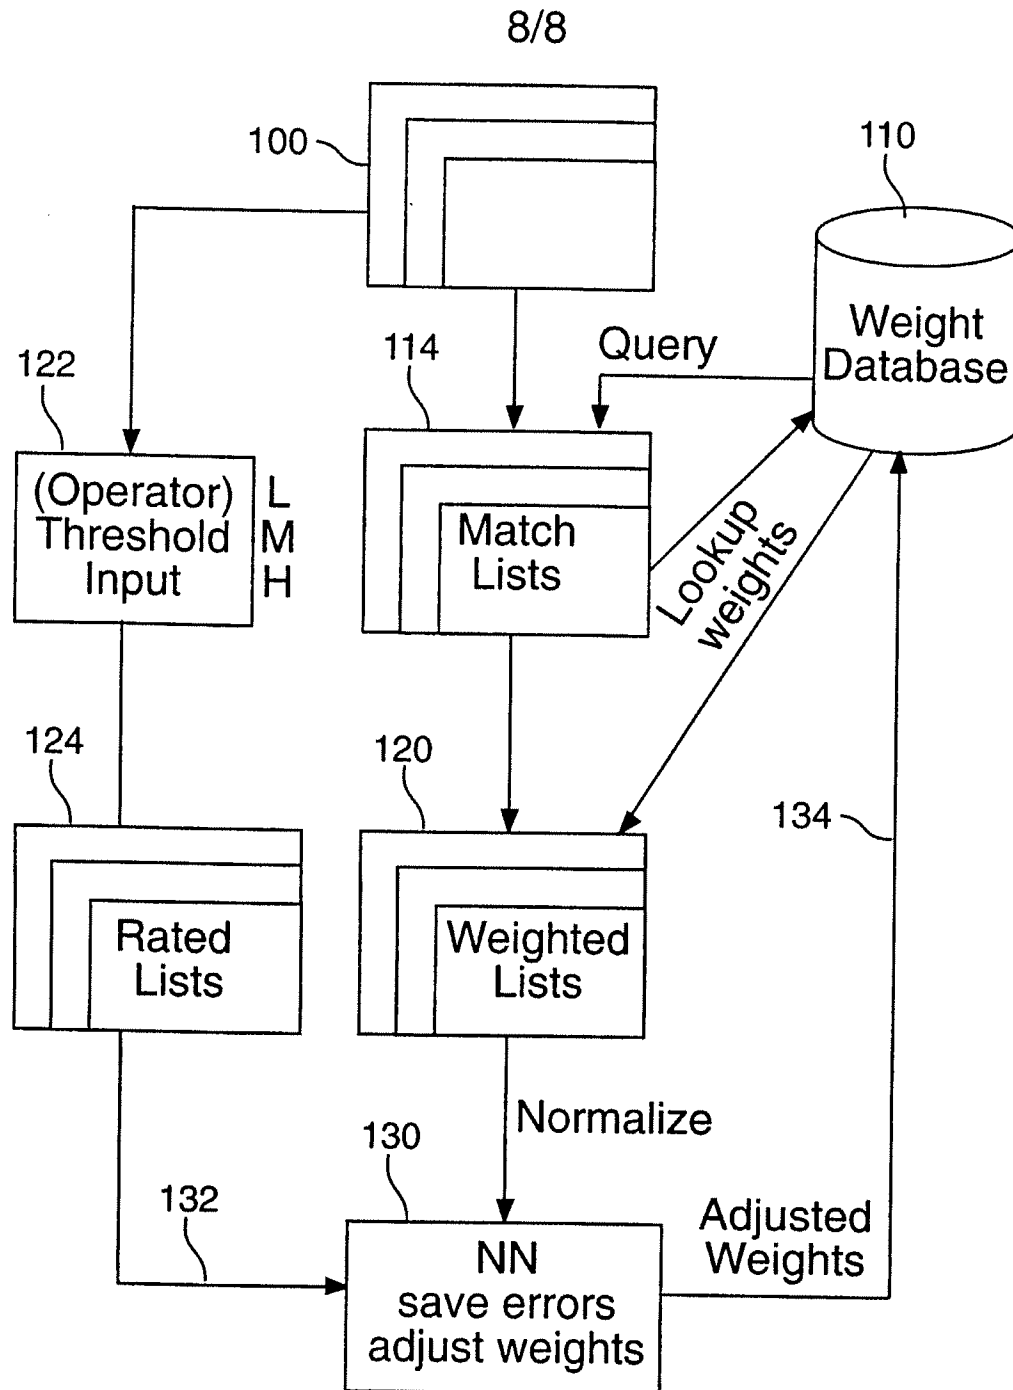 8/8
100
110
Weight
Database
Query
114
122
(Operator)
Threshold
Input
L
M
H
Match
Lists
Lookup
weights
124
120
134
Rated
Lists
Weighted
Lists
Normalize
130
132
Adjusted
Weights
NN
save errors
adjust weights